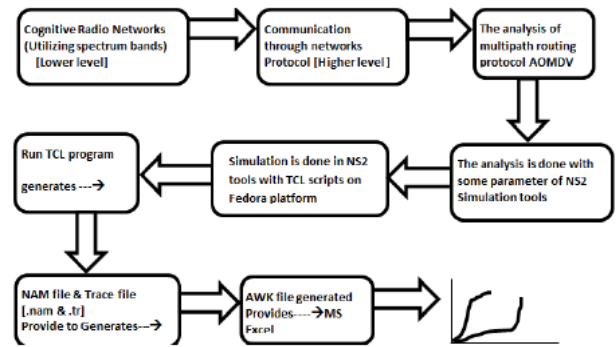 Cognitive Radio Networks
(Utilizing spectrum bands)
[Lower level]
Communication
through networks
Protocol [Higher level ]
The analysis of
multipath routing
protocol AOMDV
Run TCL program
generates ---→
Simulation is done in NS2
tools with TCL scripts on
Fedora platform
The analysis is done with
some parameter of NS2
Simulation tools
NAM file & Trace file
[.nam & .tr]
Provide to Generates---→
AWK file generated
Provides----→MS
Excel